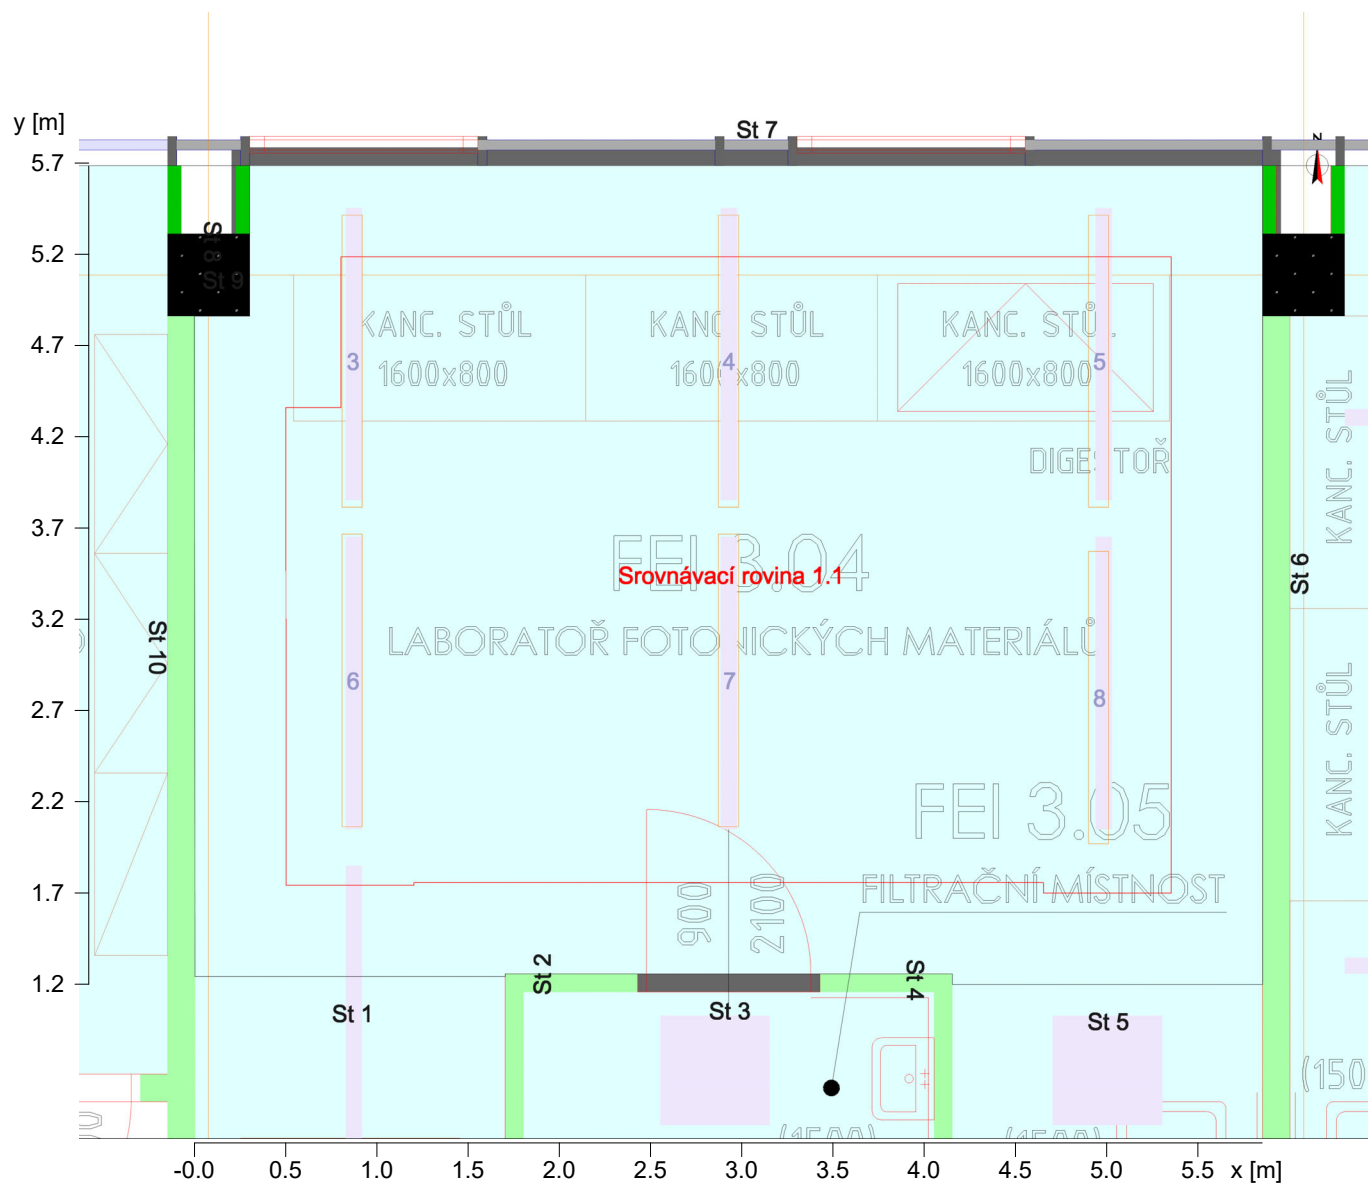 y [m]
St 7
z
5.7
5.2
4.7
4.2
3.7
3.2
2.7
2.2
1.7
1.2
St 8
St 9
KANC. STŮL
1600x800
KANC. STŮL
1600x800
KANC. STŮL
1600x800
3
4
5
DIGESTOŘ
KANC. STŮL
FEI 3.04
Srovnávací rovina 1.1
LABORATOŘ FOTONICKÝCH MATERIÁLŮ
St 6
St 10
6
7
8
KANC. STŮL
FEI 3.05
FILTRAČNÍ MÍSTNOST
900
2100
St 2
St 4
St 1
St 3
St 5
(150
(1500)
(1500)
-0.0 0.5 1.0 1.5 2.0 2.5 3.0 3.5 4.0 4.5 5.0 5.5 x [m]